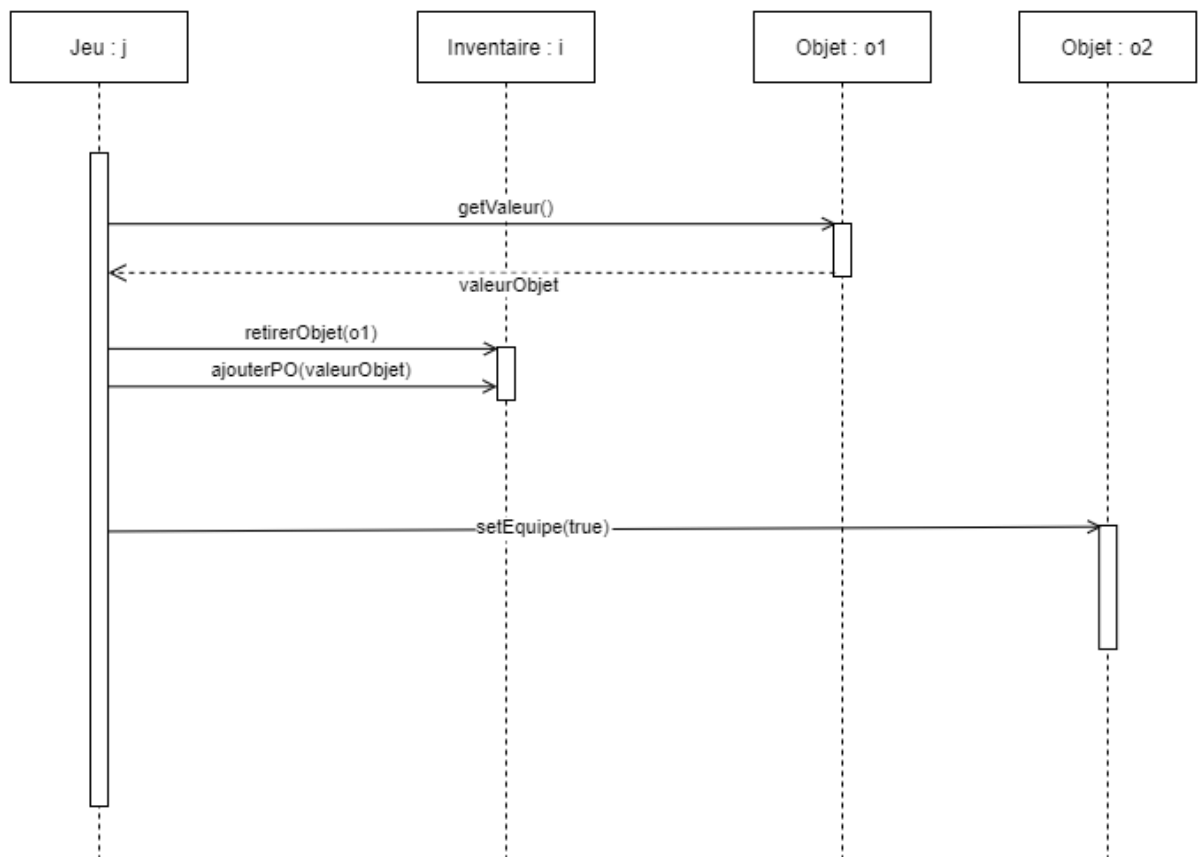 Jeu : j
Inventaire : i
Objet : o1
Objet : o2
getValeur()
valeurObjet
retirerObjet(o1)
ajouterPO(valeurObjet)
setEquipe(true)